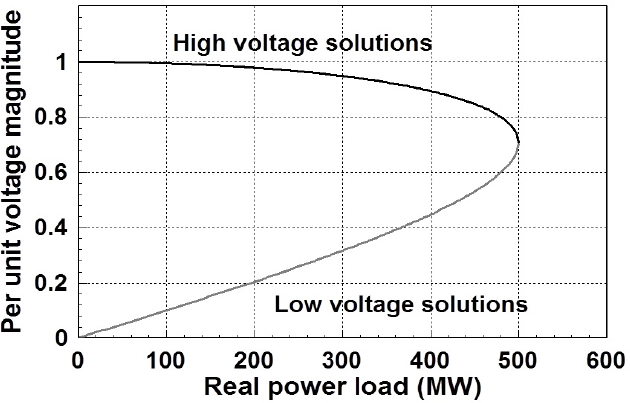 Per unit voltage magnitude
High voltage solutions
1
0.8
0.6
0.4
0.2
0
Low voltage solutions
0 100 200 300 400 500 600
Real power load (MW)